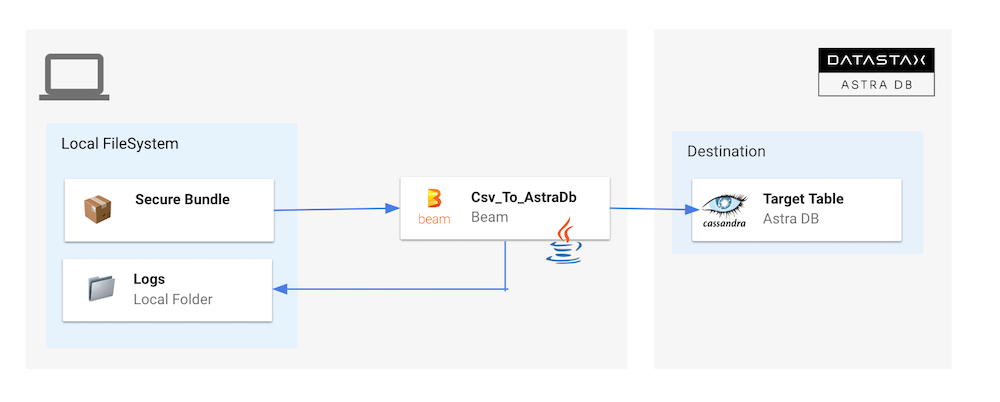 DATASTAX
ASTRA DB
Local FileSystem
Secure Bundle
Logs
Local Folder
beam
Csv_To_AstraDb
Beam
Destination
cassandra
Target Table
Astra DB